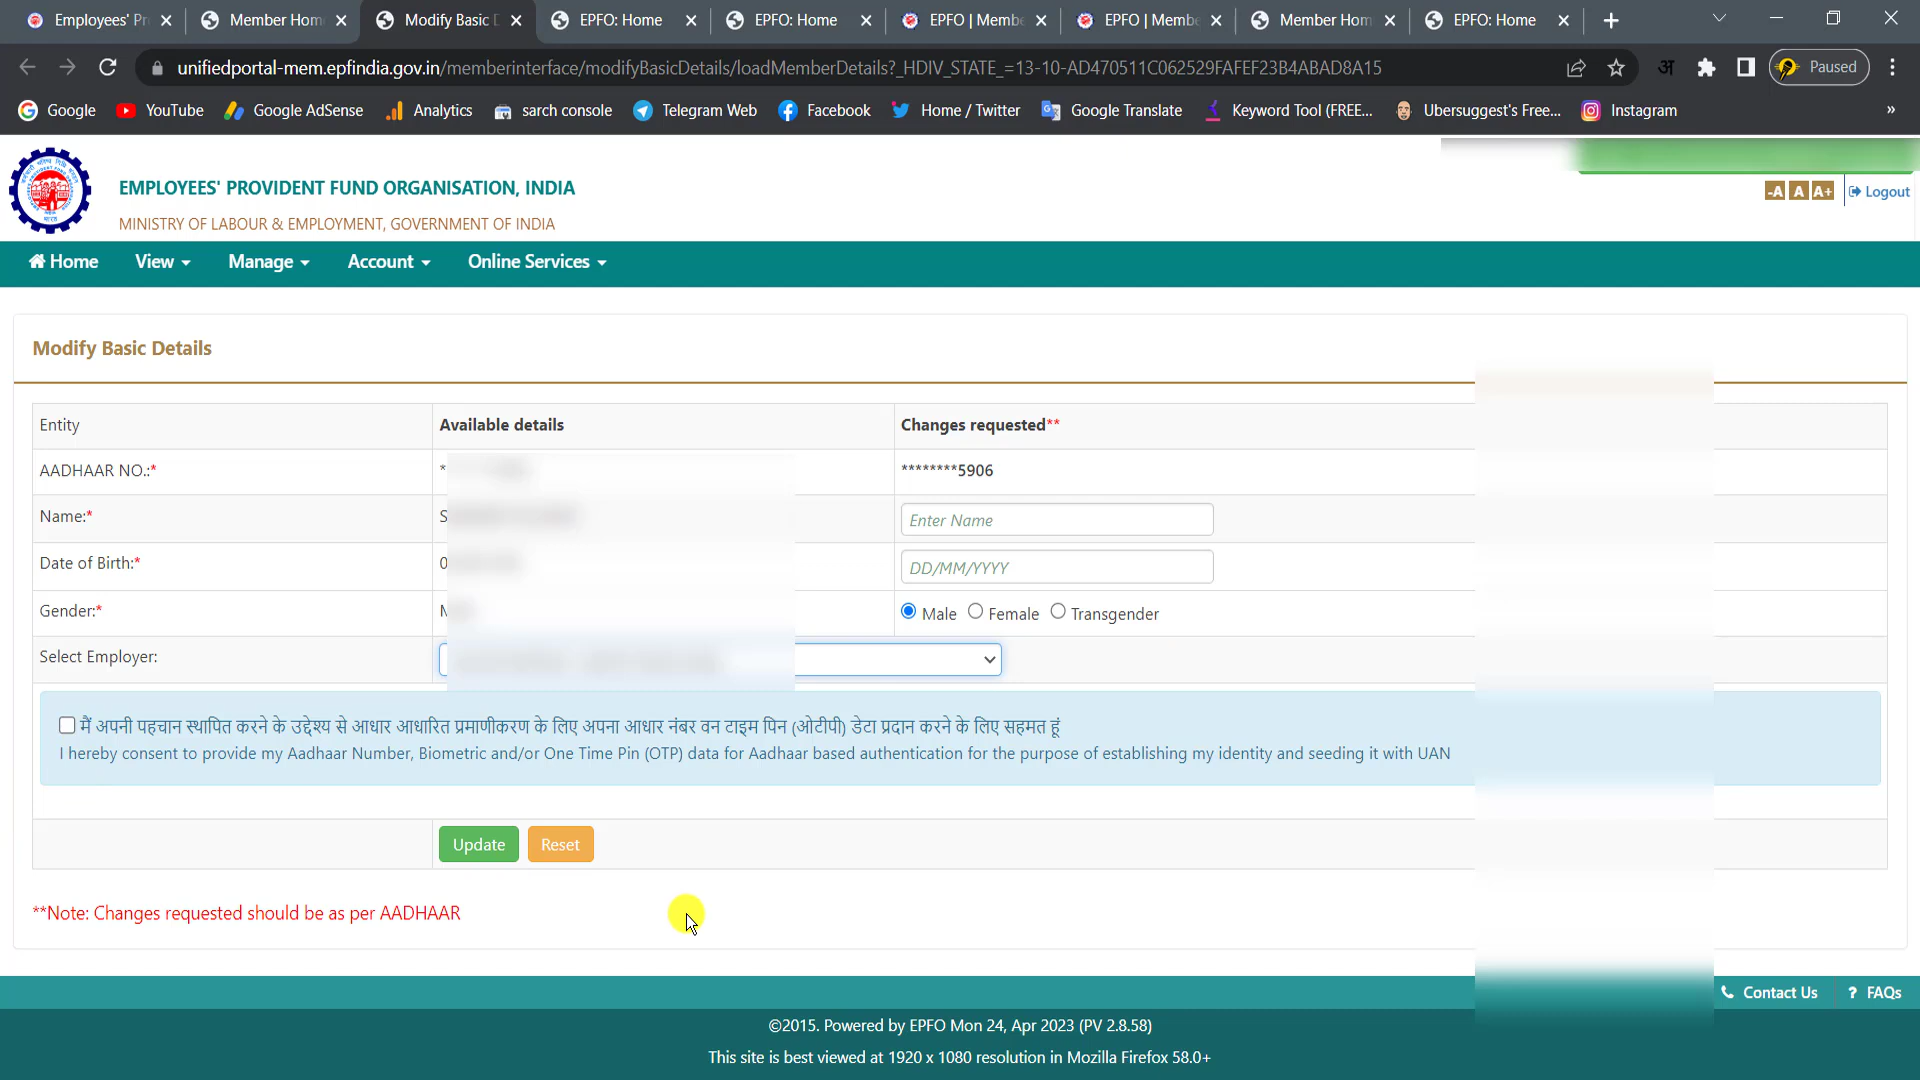 Employees' Pr
Member Hom
Modify Basic D
EPFO: Home
EPFO: Home
EPFO | Membe
EPFO | Membe
Member Hom
EPFO: Home
unifiedportal-mem.epfindia.gov.in/memberinterface/modifyBasicDetails/loadMemberDetails?_HDIV_STATE_=13-10-AD470511C062529FAFEF23B4ABAD8A15
अ
Paused
Google YouTube Google AdSense Analytics sarch console Telegram Web Facebook Home / Twitter Google Translate Keyword Tool (FREE... Ubersuggest's Free... Instagram »
EMPLOYEES' PROVIDENT FUND ORGANISATION, INDIA
MINISTRY OF LABOUR & EMPLOYMENT, GOVERNMENT OF INDIA
-A A A+ Logout
Home View Manage Account Online Services
Modify Basic Details
Entity Available details Changes requested**
AADHAAR NO.:* * ********5906
Name:* S Enter Name
Date of Birth:* 0 DD/MM/YYYY
Gender:* M Male Female Transgender
Select Employer:
मैं अपनी पहचान स्थापित करने के उद्देश्य से आधार आधारित प्रमाणीकरण के लिए अपना आधार नंबर वन टाइम पिन (ओटीपी) डेटा प्रदान करने के लिए सहमत हूं
I hereby consent to provide my Aadhaar Number, Biometric and/or One Time Pin (OTP) data for Aadhaar based authentication for the purpose of establishing my identity and seeding it with UAN
Update Reset
**Note: Changes requested should be as per AADHAAR
Contact Us ? FAQs
©2015. Powered by EPFO Mon 24, Apr 2023 (PV 2.8.58)
This site is best viewed at 1920 x 1080 resolution in Mozilla Firefox 58.0+